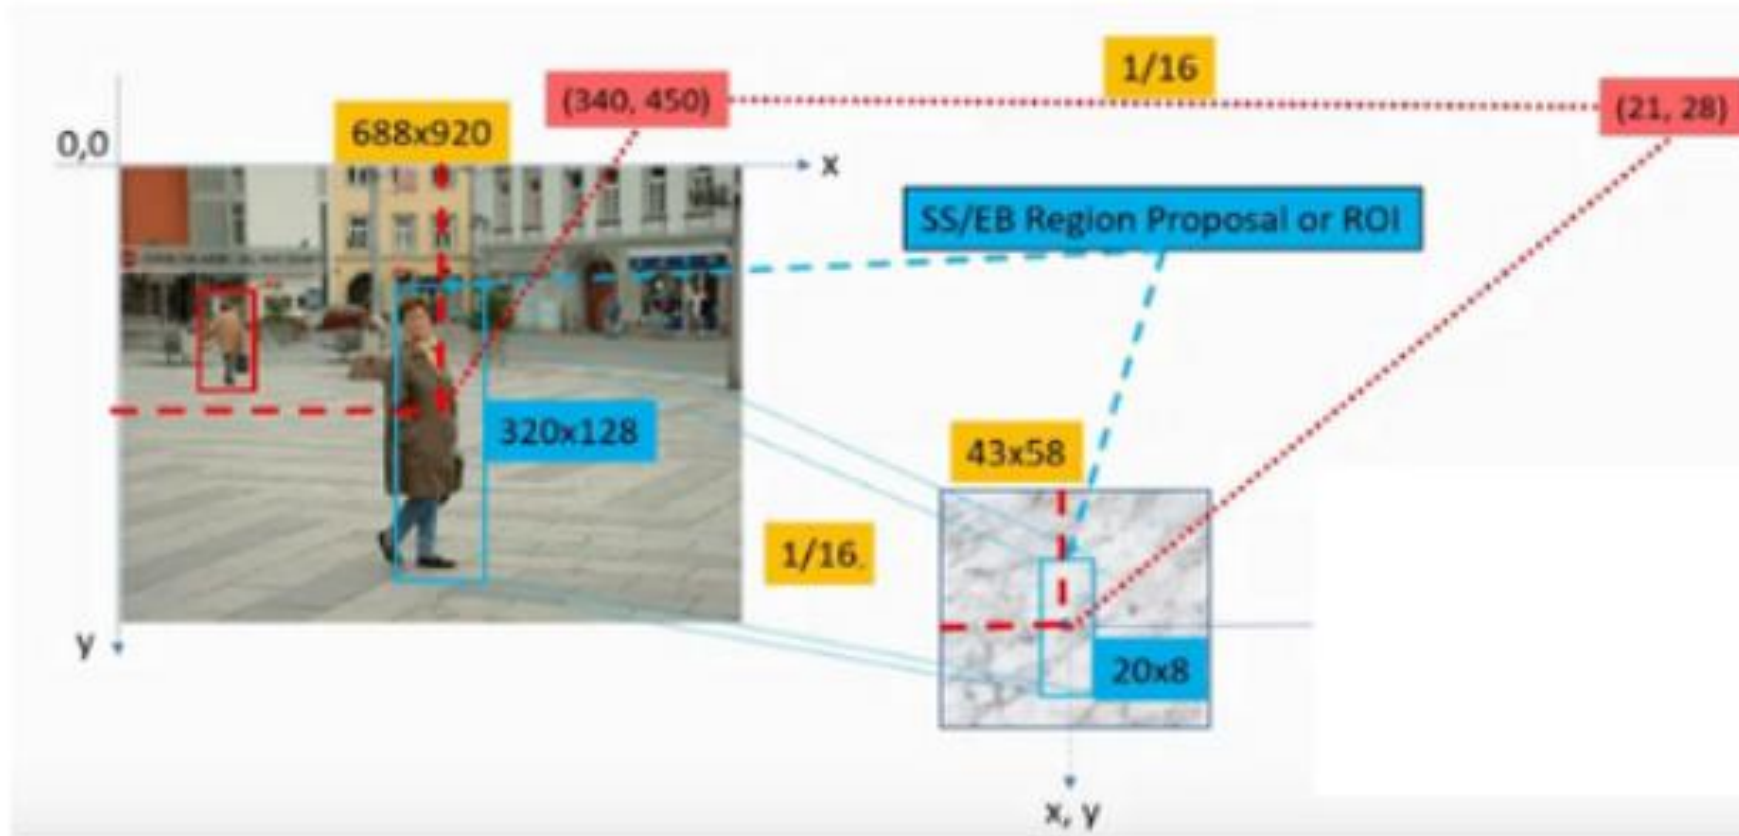 1/16
(340, 450)
(21, 28)
688x920
0,0
x
SS/EB Region Proposal or ROI
320x128
43x58
1/16.
y
20x8
x, y